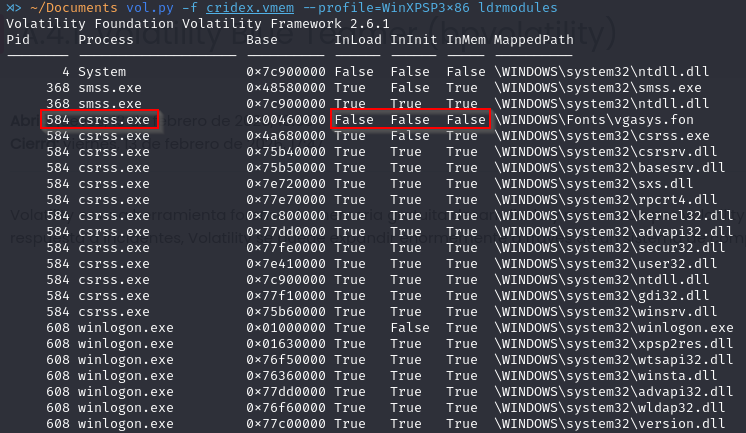 ~/Documents vol.py -f cridex.vmem --profile=WinXPSP3×86 ldrmodules
Volatility Foundation Volatility Framework 2.6.1
Pid Process Base InLoad InInit InMem MappedPath
4 System 0×7c900000 False False False \WINDOWS\system32\ntdll.dll
368 smss.exe 0×48580000 True False True \WINDOWS\system32\smss.exe
368 smss.exe 0×7c900000 True True True \WINDOWS\system32\ntdll.dll
584 csrss.exe 0×00460000 False False False \WINDOWS\Fonts\vgasys.fon
584 csrss.exe 0×4a680000 True False True \WINDOWS\system32\csrss.exe
584 csrss.exe 0×75b40000 True True True \WINDOWS\system32\csrsrv.dll
584 csrss.exe 0×75b50000 True True True \WINDOWS\system32\basesrv.dll
584 csrss.exe 0×7e720000 True True True \WINDOWS\system32\sxs.dll
584 csrss.exe 0×77e70000 True True True \WINDOWS\system32\rpcrt4.dll
584 csrss.exe 0×7c800000 True True True \WINDOWS\system32\kernel32.dll
584 csrss.exe 0×77dd0000 True True True \WINDOWS\system32\advapi32.dll
584 csrss.exe 0×77fe0000 True True True \WINDOWS\system32\secur32.dll
584 csrss.exe 0×7e410000 True True True \WINDOWS\system32\user32.dll
584 csrss.exe 0×7c900000 True True True \WINDOWS\system32\ntdll.dll
584 csrss.exe 0×77f10000 True True True \WINDOWS\system32\gdi32.dll
584 csrss.exe 0×75b60000 True True True \WINDOWS\system32\winsrv.dll
608 winlogon.exe 0×01000000 True False True \WINDOWS\system32\winlogon.exe
608 winlogon.exe 0×01630000 True True True \WINDOWS\system32\xpsp2res.dll
608 winlogon.exe 0×76f50000 True True True \WINDOWS\system32\wtsapi32.dll
608 winlogon.exe 0×76360000 True True True \WINDOWS\system32\winsta.dll
608 winlogon.exe 0×77dd0000 True True True \WINDOWS\system32\advapi32.dll
608 winlogon.exe 0×76f60000 True True True \WINDOWS\system32\wldap32.dll
608 winlogon.exe 0×77c00000 True True True \WINDOWS\system32\version.dll